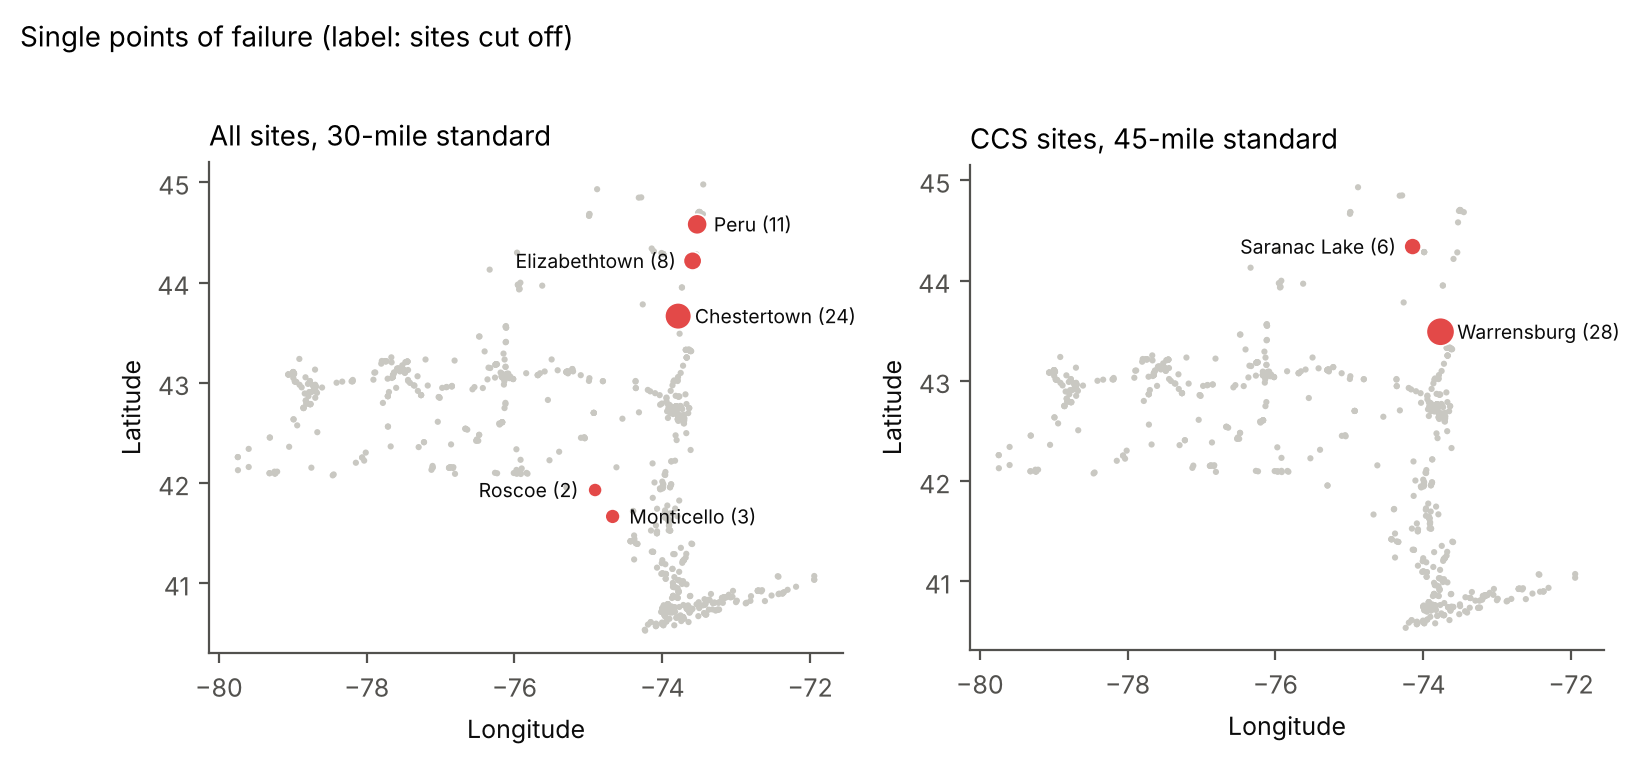 Single points of failure (label: sites cut off)
All sites, 30-mile standard
45
44
43
42
41
Latitude
Peru (11)
Elizabethtown (8)
Chestertown (24)
Roscoe (2)
Monticello (3)
−80
−78
−76
−74
−72
Longitude
CCS sites, 45-mile standard
45
44
43
42
41
Latitude
Saranac Lake (6)
Warrensburg (28)
−80
−78
−76
−74
−72
Longitude